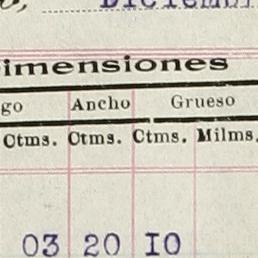 imensiones
go Ancho Grueso
Ctms. Ctms. Ctms. Milms.
03 20 IO